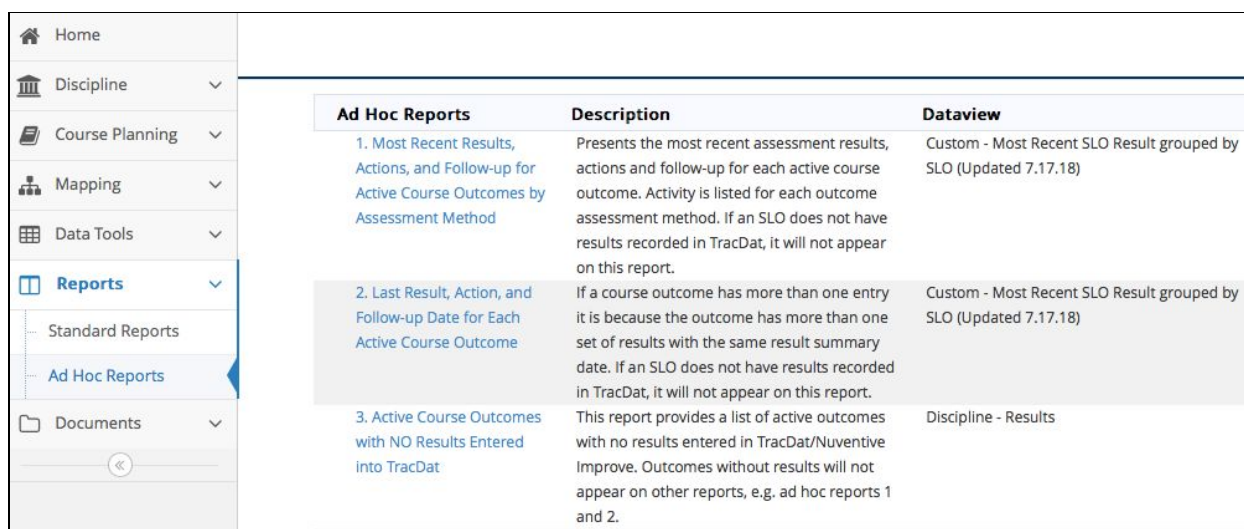 Home
Discipline
Course Planning
Mapping
Data Tools
Reports
Standard Reports
Ad Hoc Reports
Documents
Ad Hoc Reports
Description
Dataview
1. Most Recent Results,
Actions, and Follow-up for
Active Course Outcomes by
Assessment Method
Presents the most recent assessment results,
actions and follow-up for each active course
outcome. Activity is listed for each outcome
assessment method. If an SLO does not have
results recorded in TracDat, it will not appear
on this report.
Custom - Most Recent SLO Result grouped by
SLO (Updated 7.17.18)
2. Last Result, Action, and
Follow-up Date for Each
Active Course Outcome
If a course outcome has more than one entry
it is because the outcome has more than one
set of results with the same result summary
date. If an SLO does not have results recorded
in TracDat, it will not appear on this report.
Custom - Most Recent SLO Result grouped by
SLO (Updated 7.17.18)
3. Active Course Outcomes
with NO Results Entered
into TracDat
This report provides a list of active outcomes
with no results entered in TracDat/Nuventive
Improve. Outcomes without results will not
appear on other reports, e.g. ad hoc reports 1
and 2.
Discipline - Results